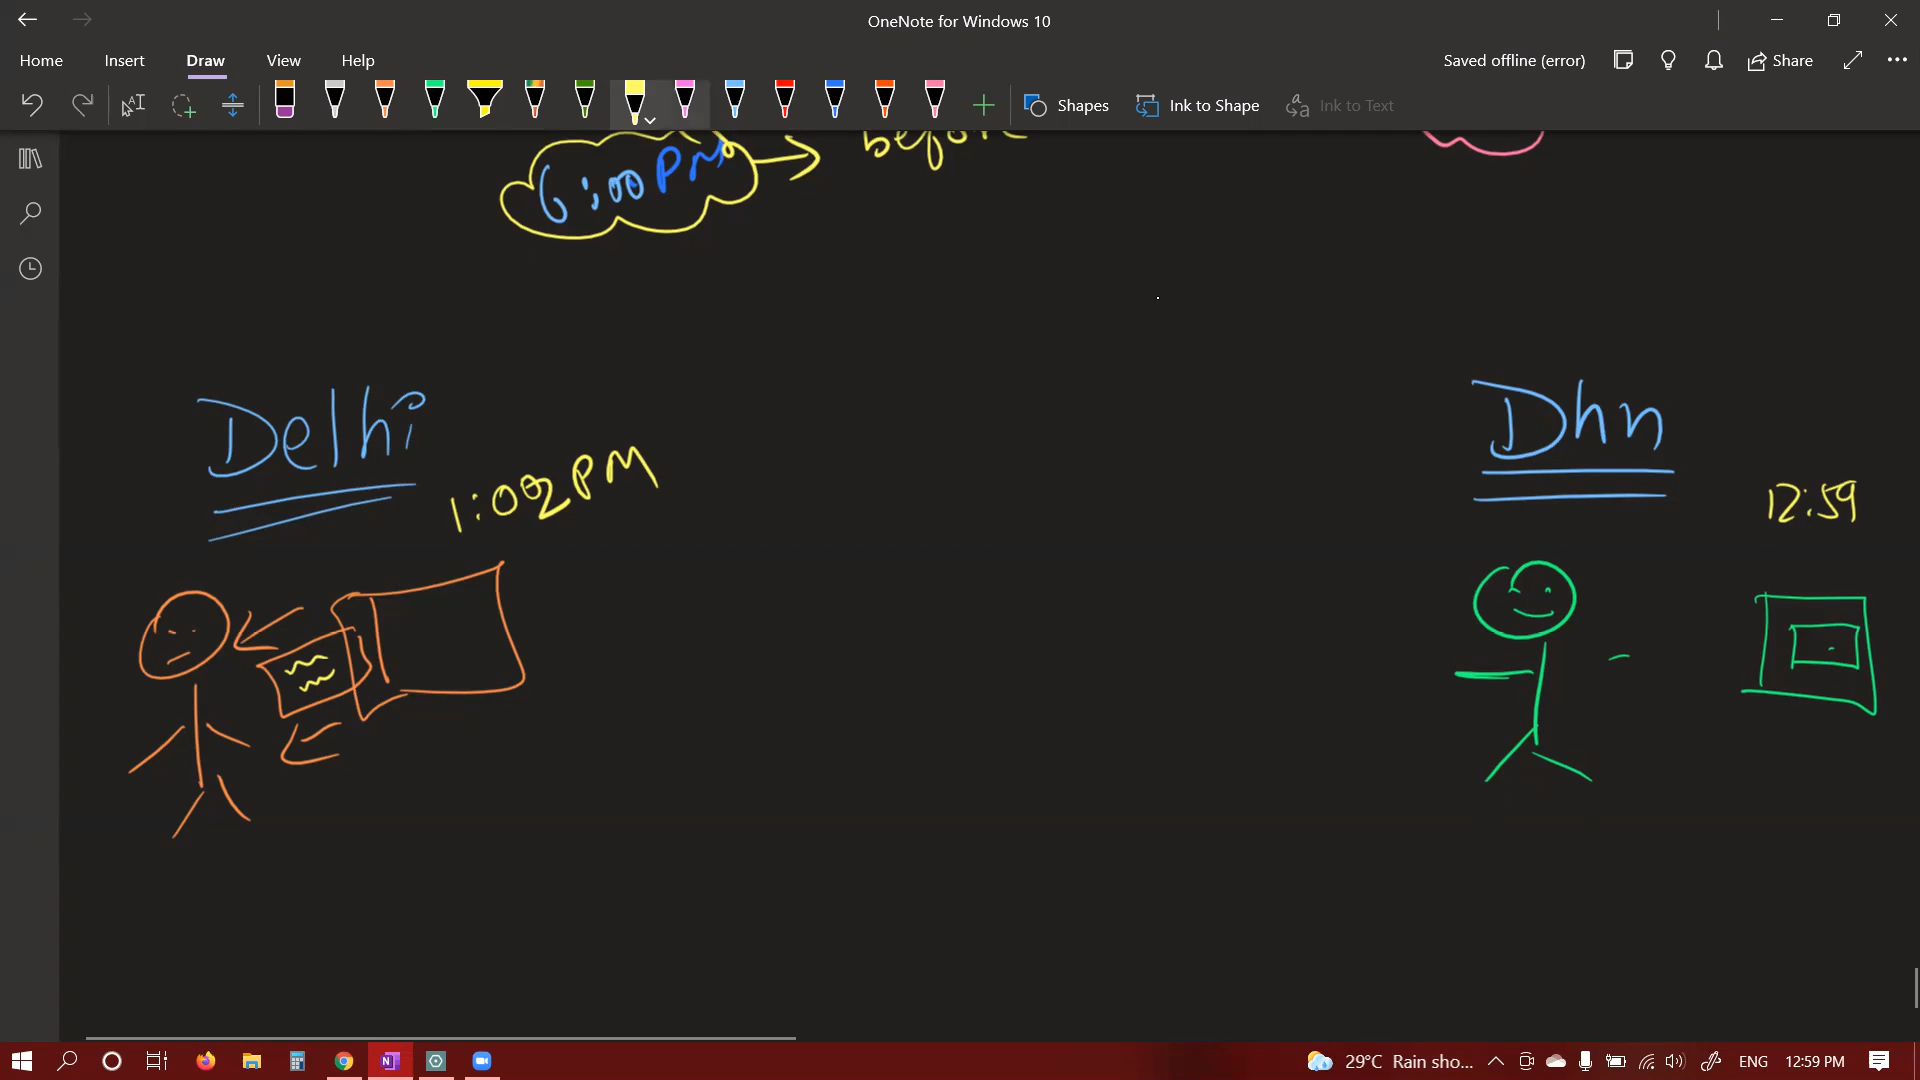 OneNote for Windows 10
Home Insert Draw View Help
Saved offline (error) Share
Shapes Ink to Shape Ink to Text
6:00 PM before
Delhi
Dhn
1:02 PM
12:59
29°C Rain sho... ENG 12:59 PM